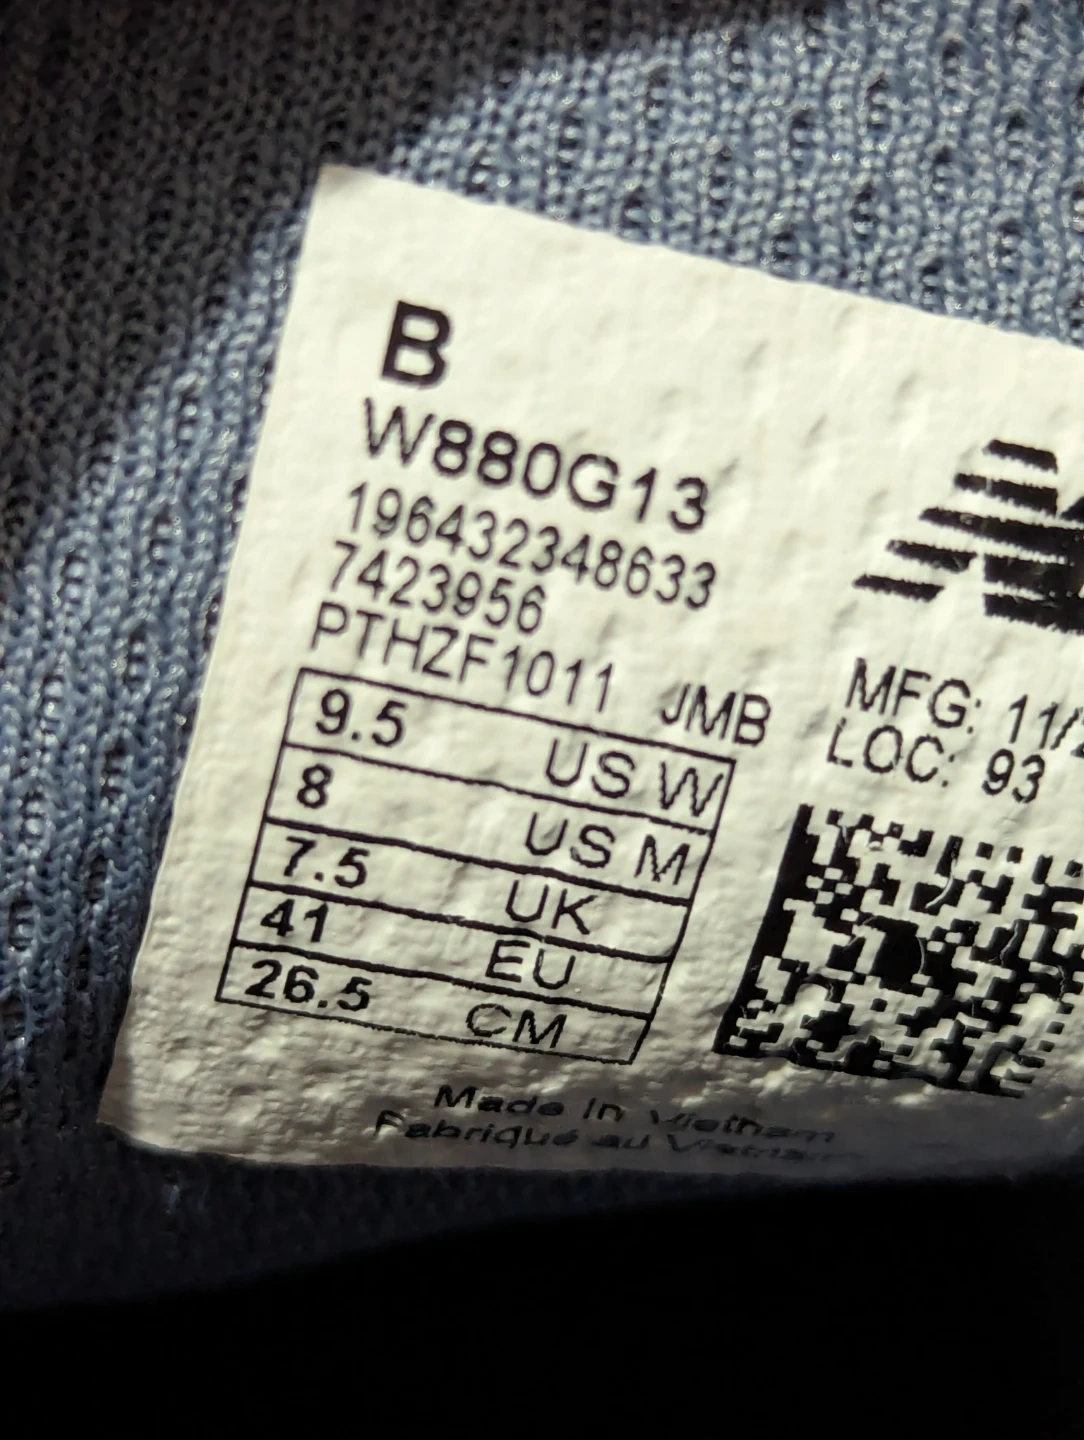 B
W880G13
196432348633
7423956
PTHZF1011 JMB
9.5 US W
8 US M
7.5 UK
41 EU
26.5 CM
MFG: 11/
LOC: 93
Made in Vietnam
Fabriqué au Vietnam